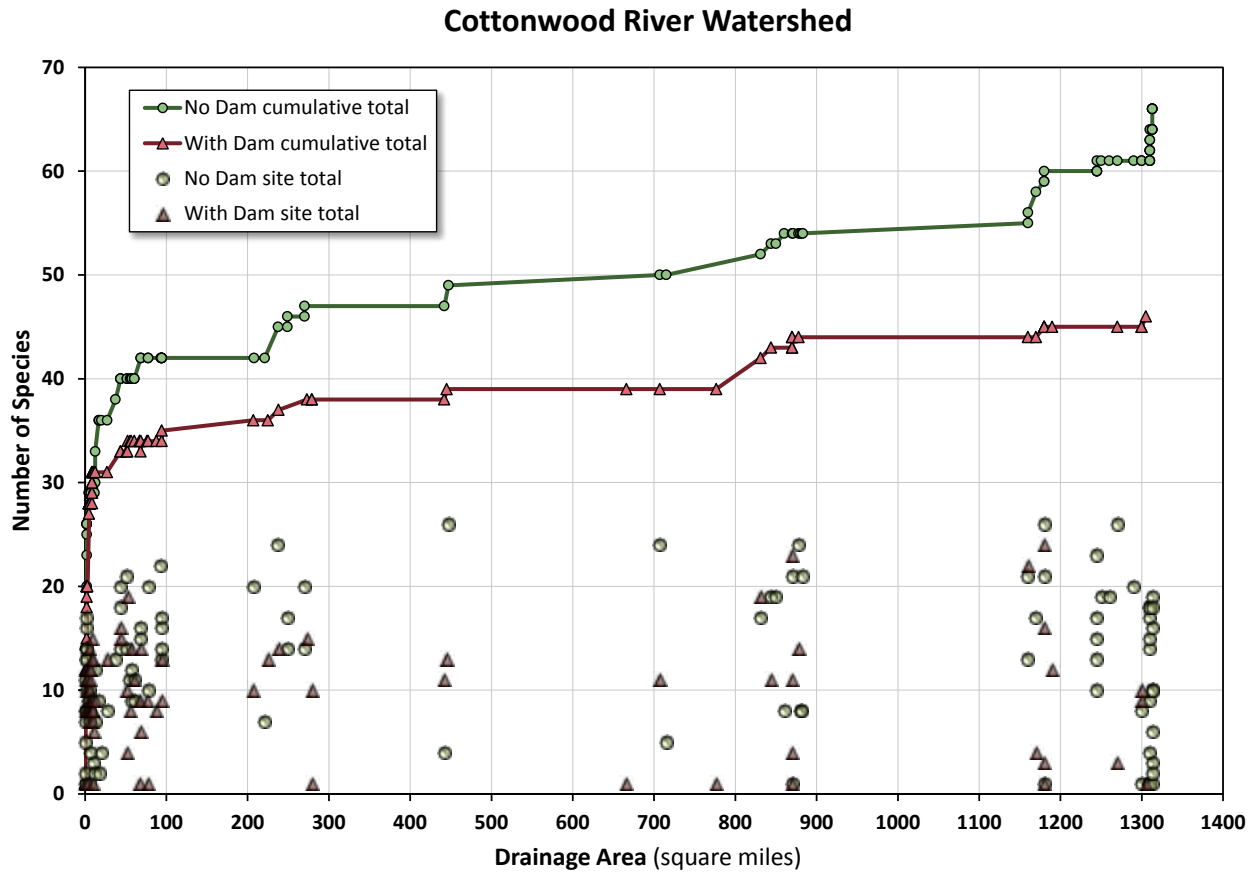 Cottonwood River Watershed
70
60
50
40
30
20
10
0
Number of Species
No Dam cumulative total
With Dam cumulative total
No Dam site total
With Dam site total
0 100 200 300 400 500 600 700 800 900 1000 1100 1200 1300 1400
Drainage Area (square miles)